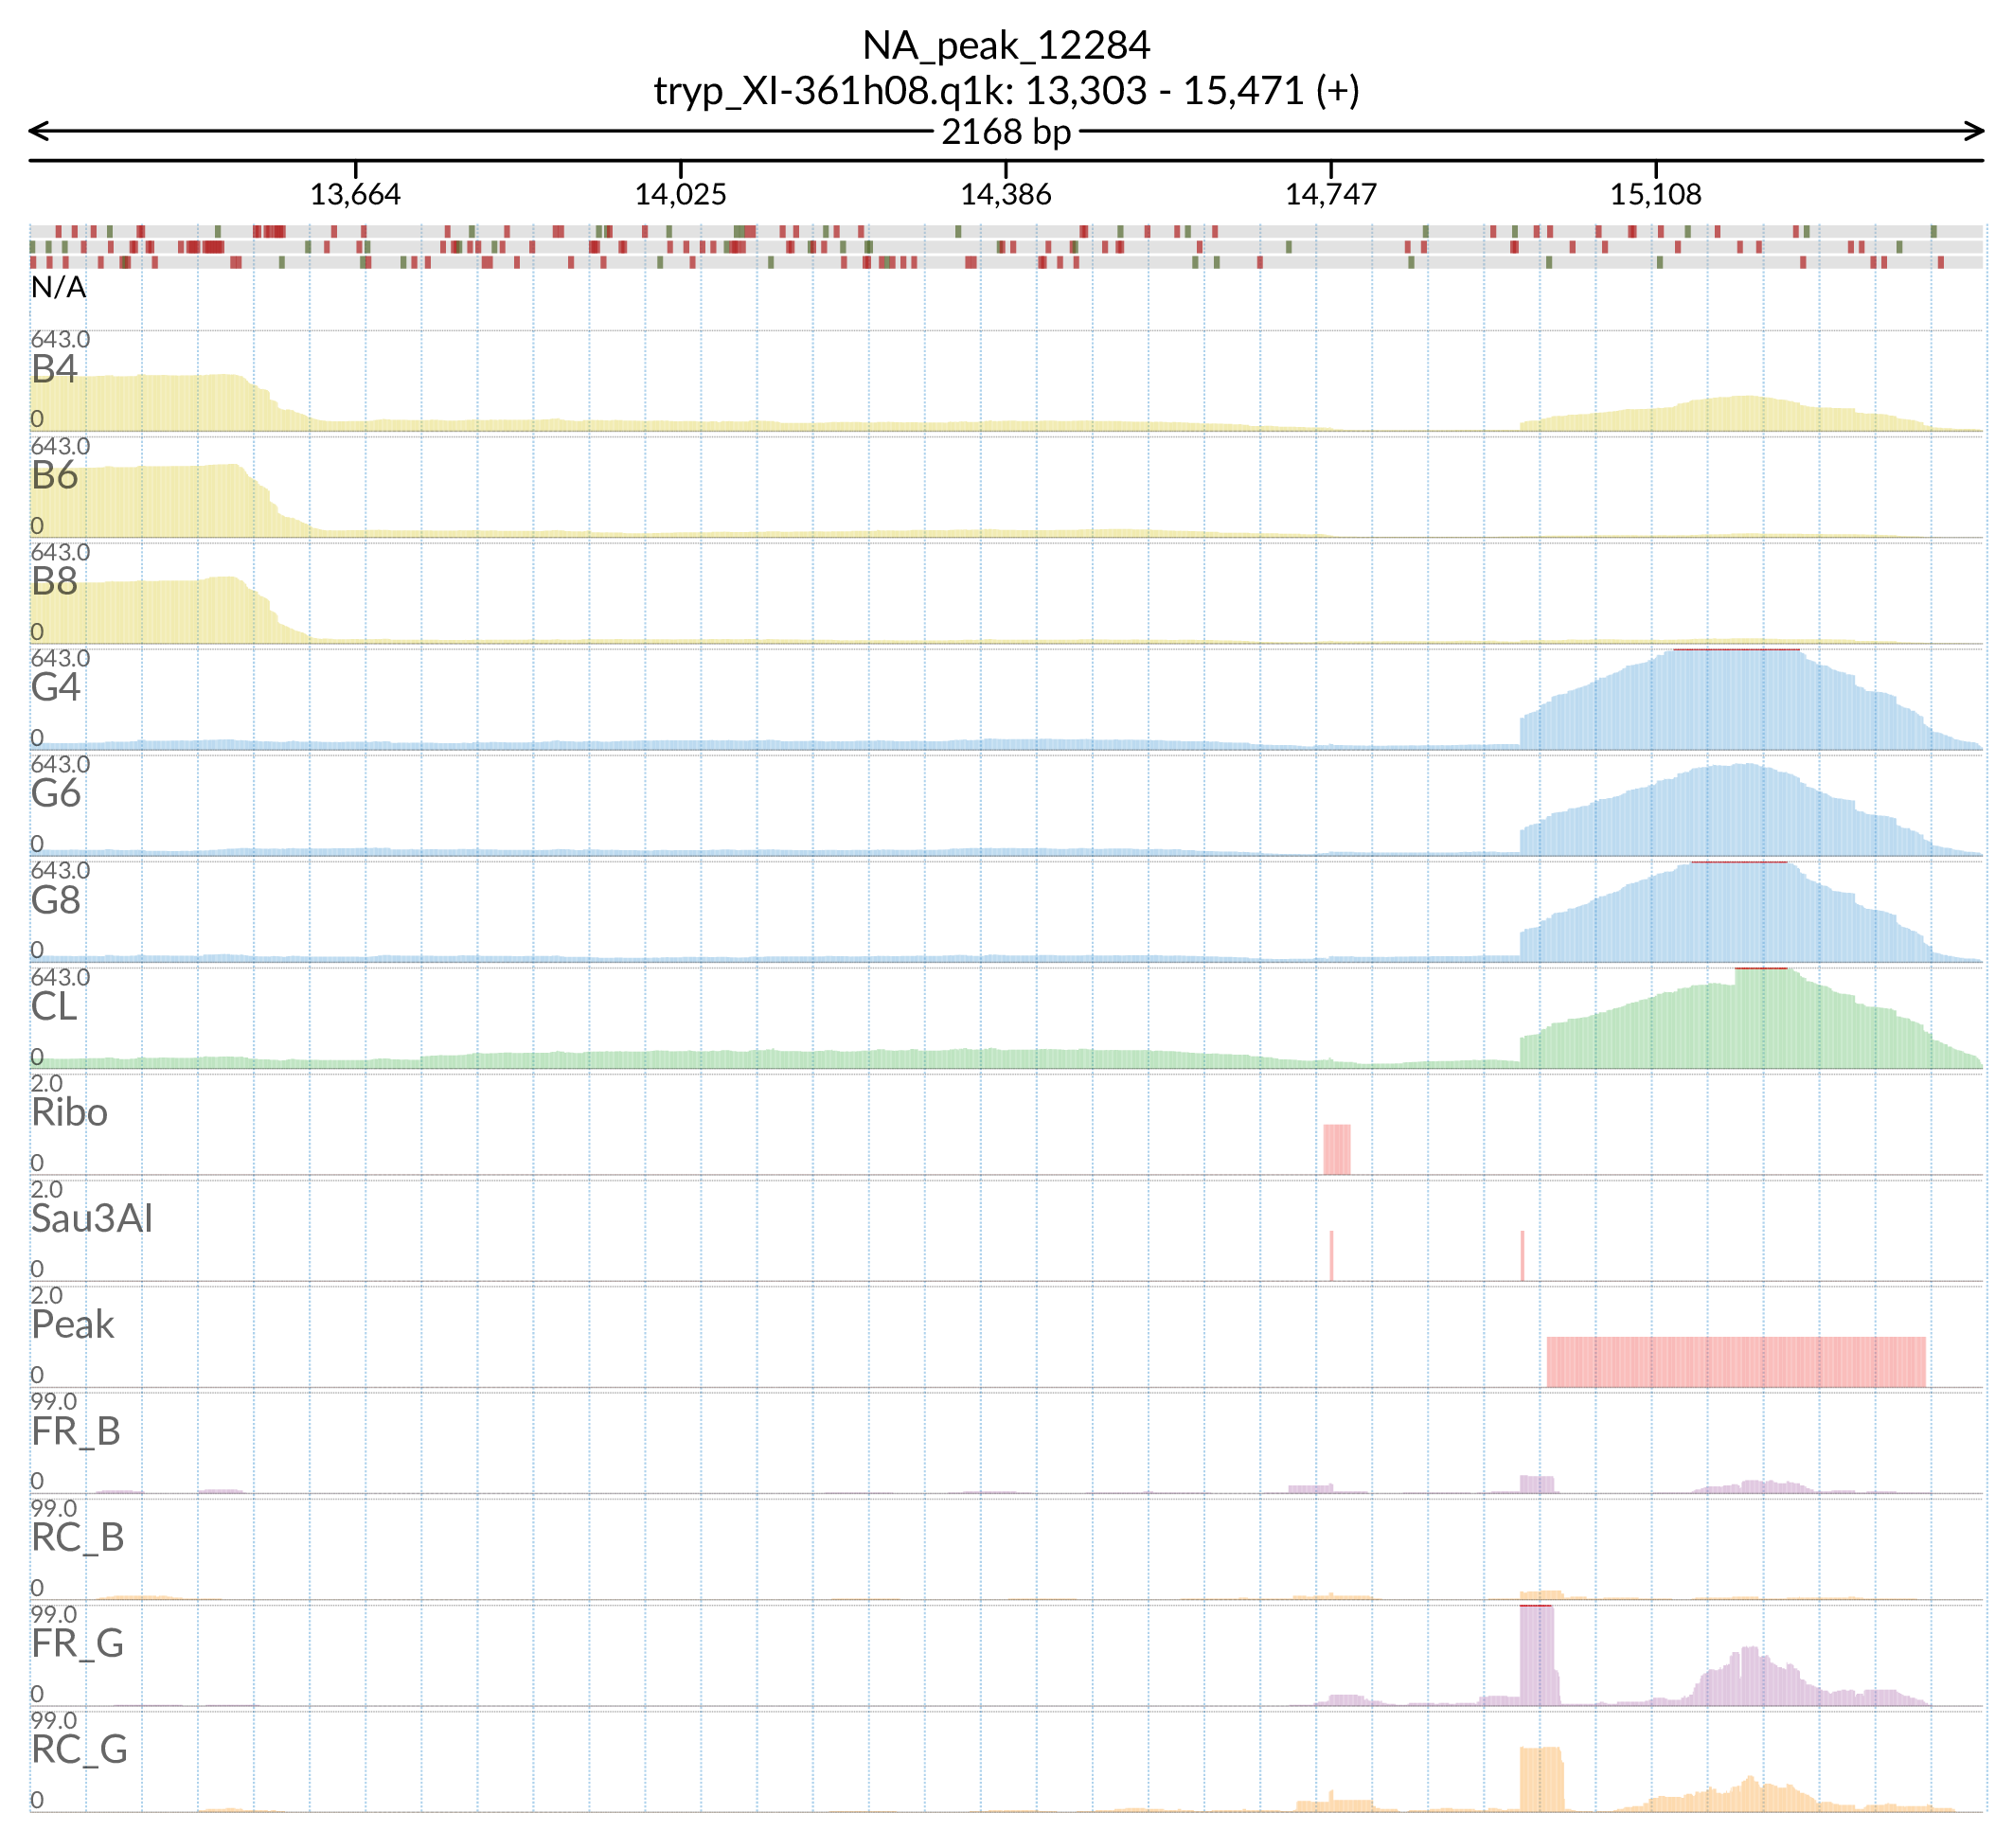 NA_peak_12284
tryp_XI-361h08.q1k: 13,303 - 15,471 (+)
2168 bp
13,664 14,025 14,386 14,747 15,108
N/A
643.0
B4
0
643.0
B6
0
643.0
B8
0
643.0
G4
0
643.0
G6
0
643.0
G8
0
643.0
CL
0
2.0
Ribo
0
2.0
Sau3AI
0
2.0
Peak
0
99.0
FR_B
0
99.0
RC_B
0
99.0
FR_G
0
99.0
RC_G
0